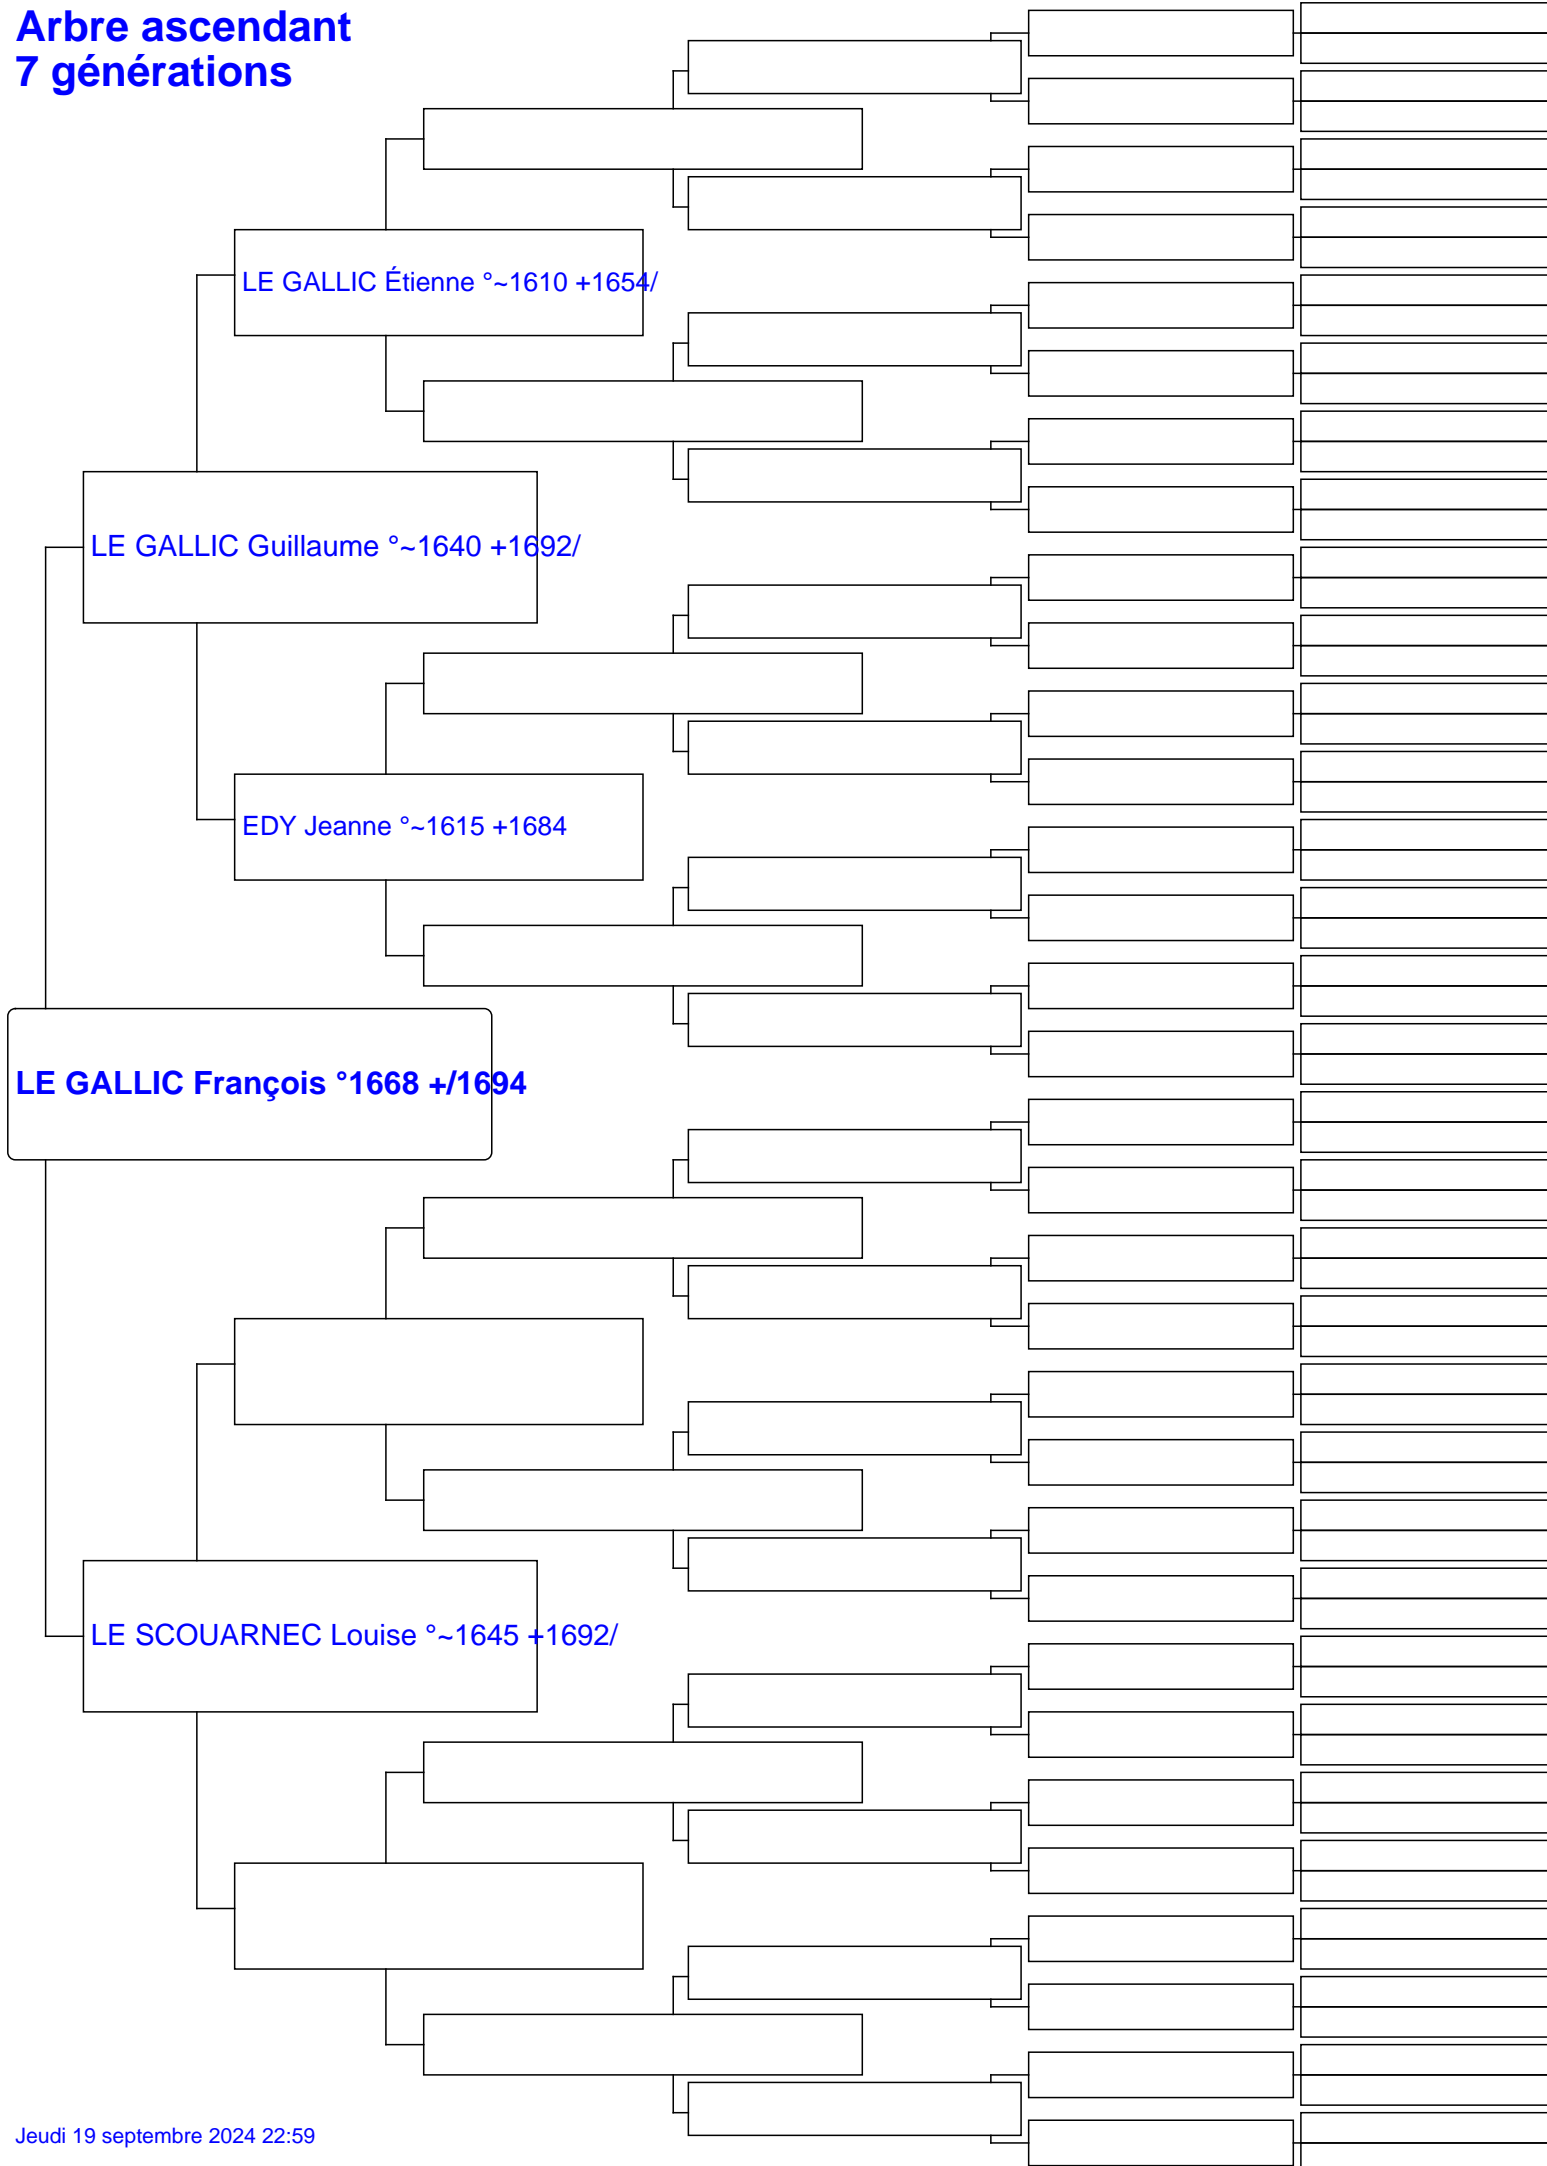 Arbre ascendant
7 générations
LE GALLIC Étienne °~1610 +1654/
LE GALLIC Guillaume °~1640 +1692/
EDY Jeanne °~1615 +1684
LE GALLIC François °1668 +/1694
LE SCOUARNEC Louise °~1645 +1692/
Jeudi 19 septembre 2024 22:59